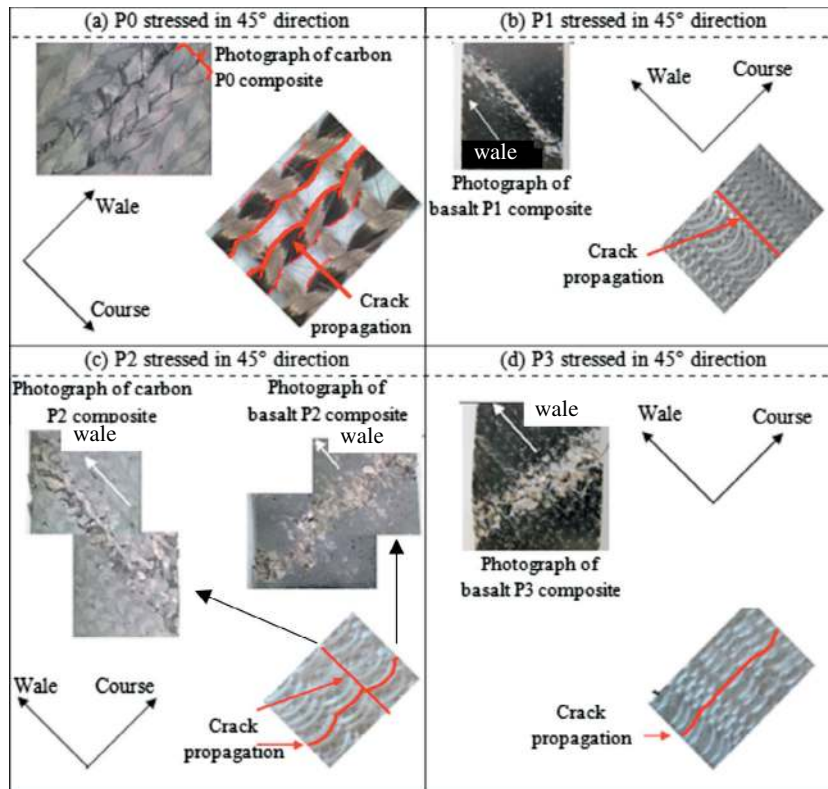 (a) P0 stressed in 45° direction
Photograph of carbon
P0 composite
Wale
Course
Crack
propagation
(b) P1 stressed in 45° direction
wale
Photograph of
basalt P1 composite
Wale
Course
Crack
propagation
(c) P2 stressed in 45° direction
Photograph of carbon
P2 composite
wale
Photograph of
basalt P2 composite
wale
Wale
Course
Crack
propagation
(d) P3 stressed in 45° direction
wale
Photograph of
basalt P3 composite
Wale
Course
Crack
propagation